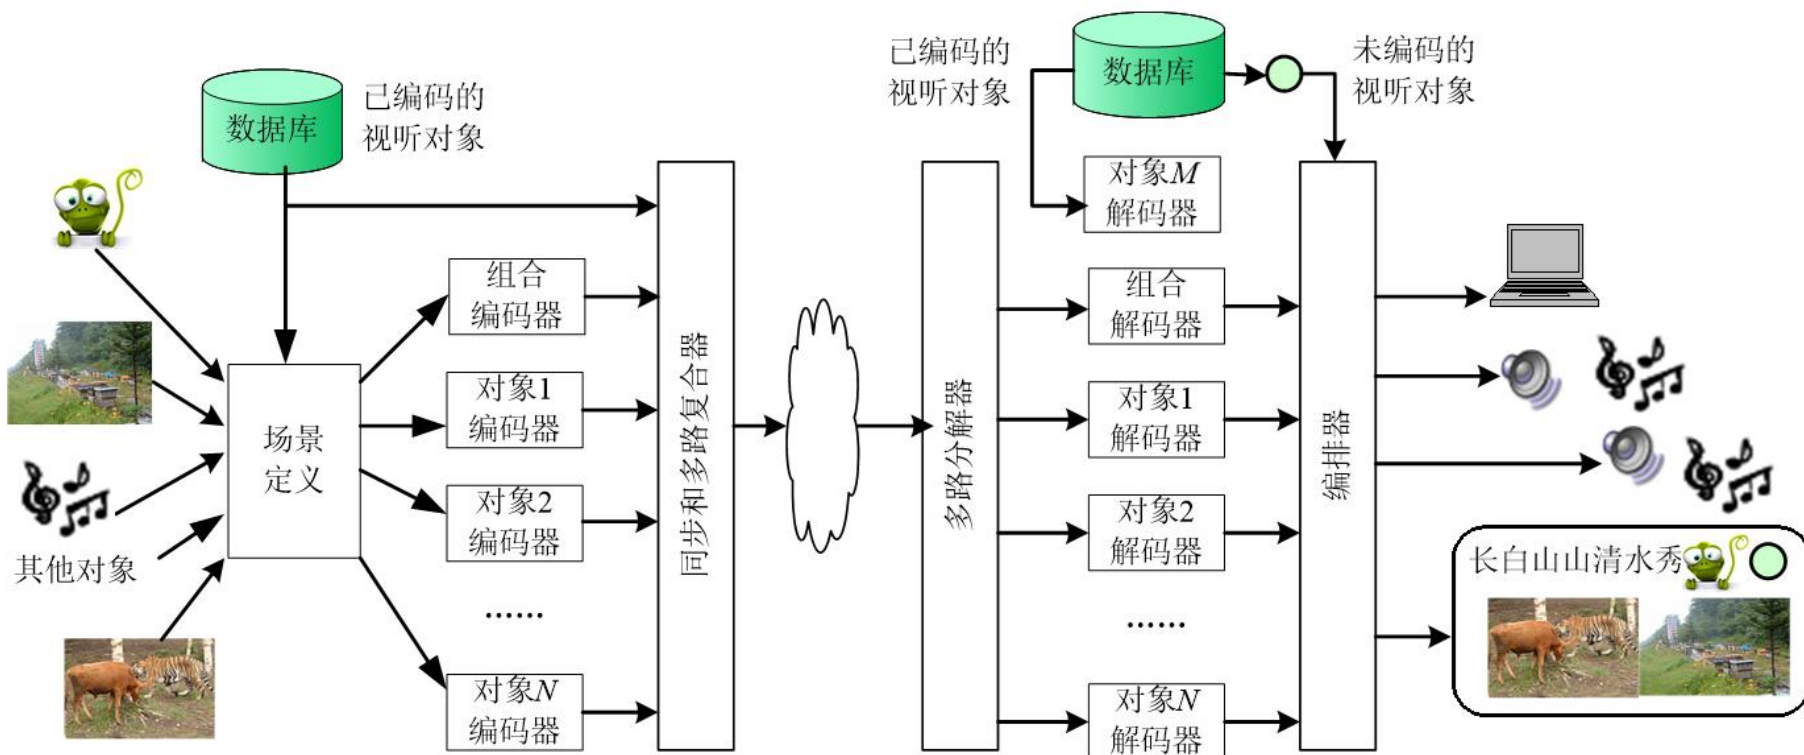 数据库
已编码的
视听对象
其他对象
场景
定义
组合
编码器
对象1
编码器
对象2
编码器
……
对象N
编码器
同步和多路复合器
多路分解器
已编码的
视听对象
数据库
未编码的
视听对象
对象M
解码器
组合
解码器
对象1
解码器
对象2
解码器
……
对象N
解码器
编排器
长白山山清水秀